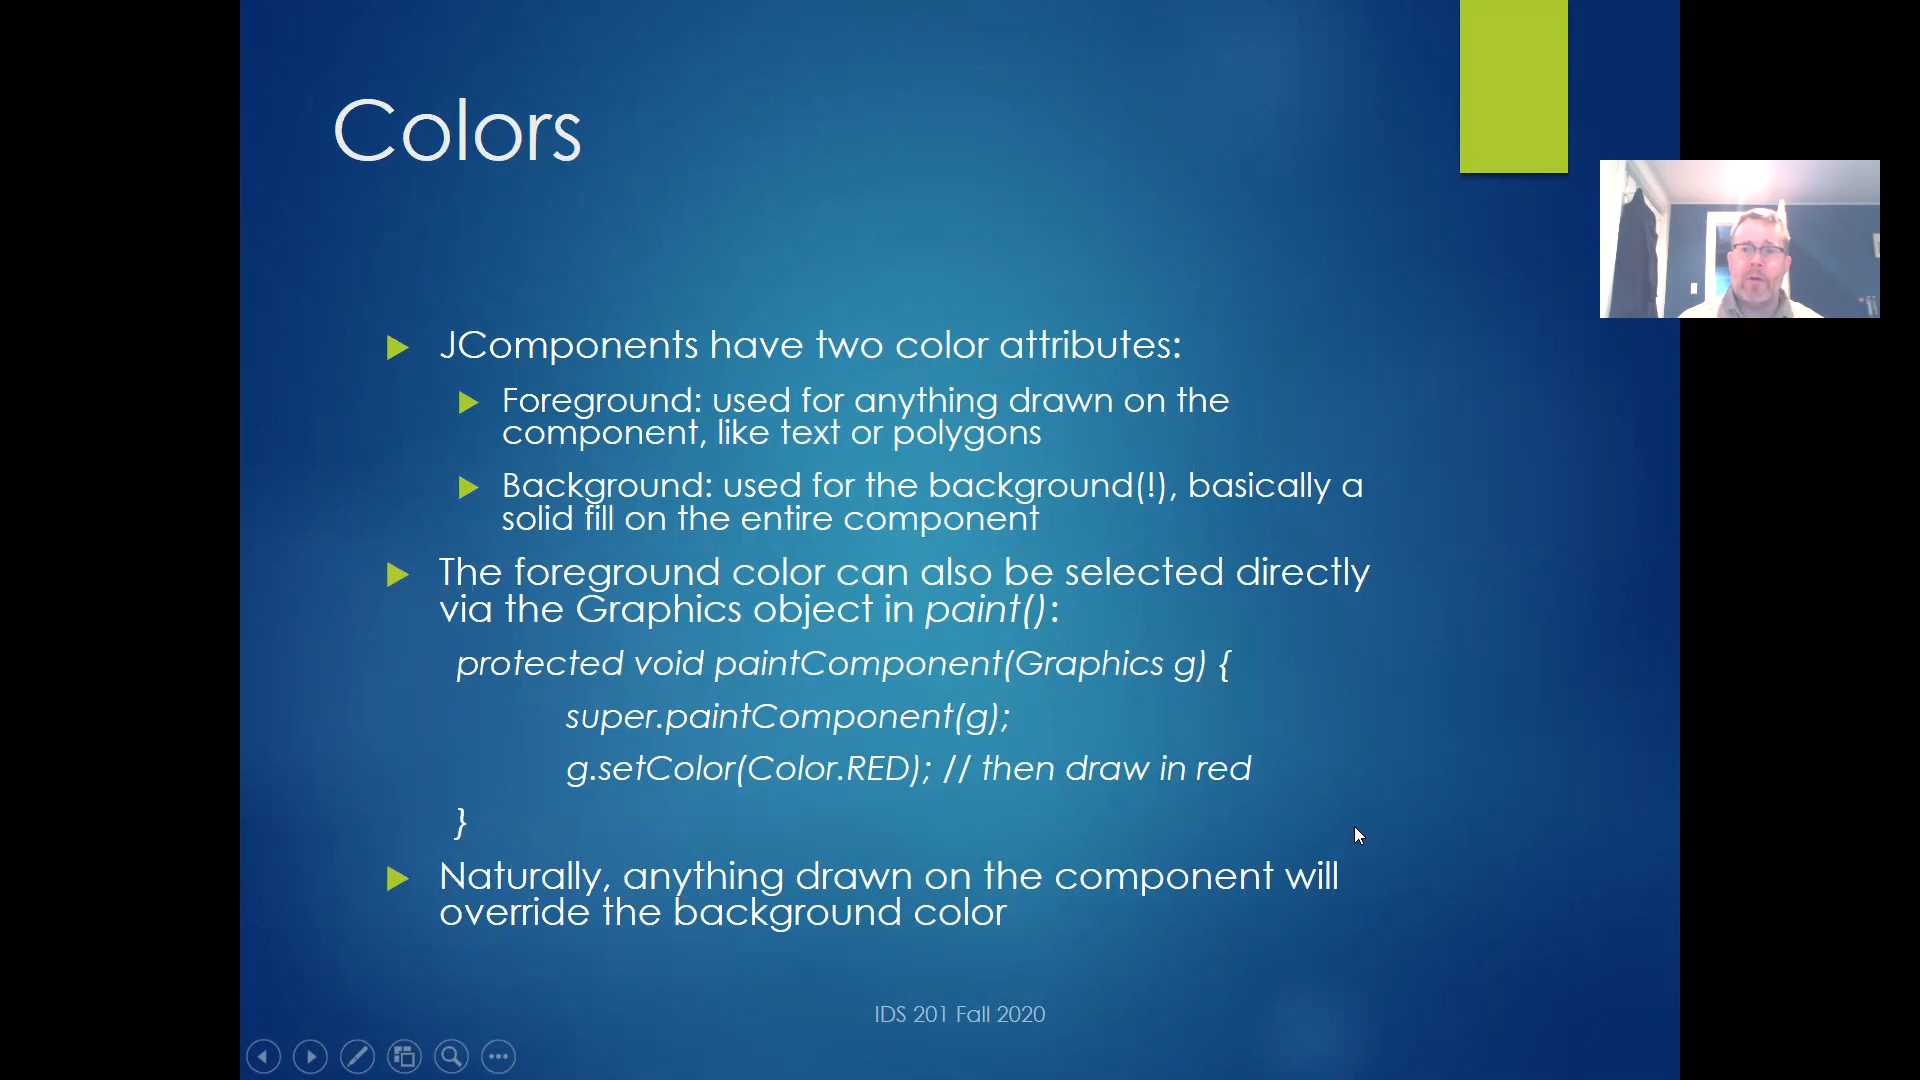 Colors
JComponents have two color attributes:
Foreground: used for anything drawn on the
component, like text or polygons
Background: used for the background(!), basically a
solid fill on the entire component
The foreground color can also be selected directly
via the Graphics object in paint():
protected void paintComponent(Graphics g) {
super.paintComponent(g);
g.setColor(Color.RED); // then draw in red
}
Naturally, anything drawn on the component will
override the background color
IDS 201 Fall 2020